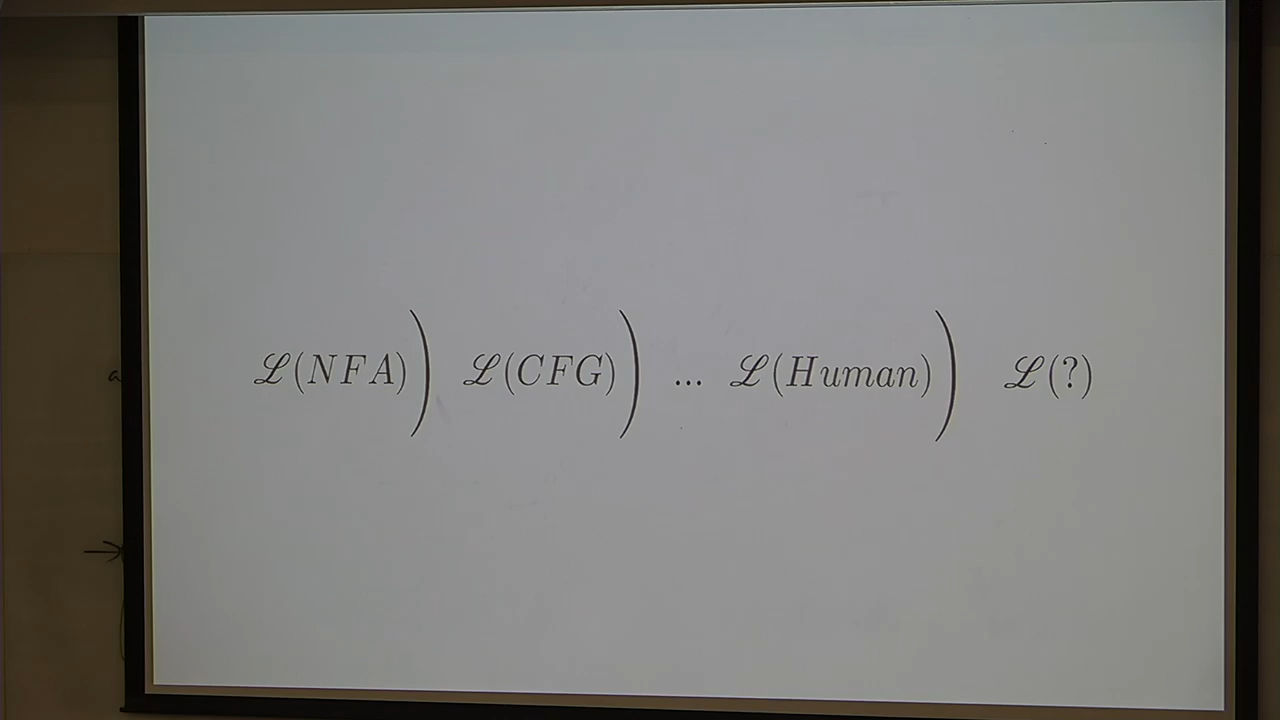 ℒ(NFA) ) ℒ(CFG) ) ... ℒ(Human) ) ℒ(?)
a